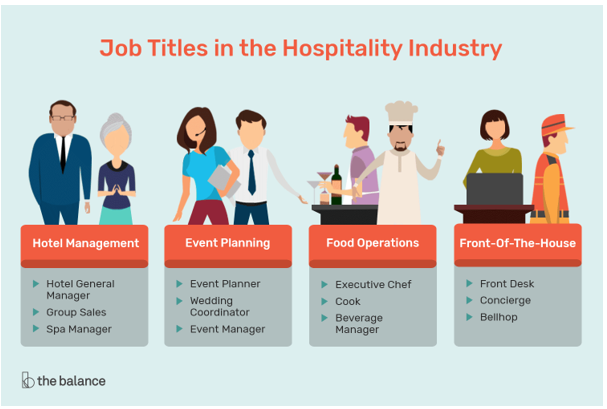 Job Titles in the Hospitality Industry
Hotel Management
Hotel General
Manager
Group Sales
Spa Manager
Event Planning
Event Planner
Wedding
Coordinator
Event Manager
Food Operations
Executive Chef
Cook
Beverage
Manager
Front-Of-The-House
Front Desk
Concierge
Bellhop
the balance